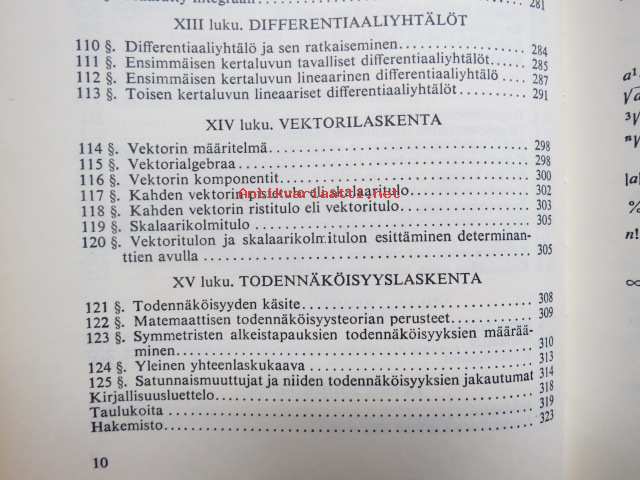 281
XIII luku. DIFFERENTIAALIYHTÄLÖT
110 §. Differentiaaliyhtälö ja sen ratkaiseminen 284
111 §. Ensimmäisen kertaluvun tavalliset differentiaaliyhtälöt 285
112 §. Ensimmäisen kertaluvun lineaarinen differentiaaliyhtälö 287
113 §. Toisen kertaluvun lineaariset differentiaaliyhtälöt 291
XIV luku. VEKTORILASKENTA
114 §. Vektorin määritelmä 298
115 §. Vektorialgebraa 298
116 §. Vektorin komponentit 300
117 §. Kahden vektorin pistetulo eli skalaaritulo 302
118 §. Kahden vektorin ristitulo eli vektoritulo 303
119 §. Skalaarikolmitulo 305
120 §. Vektoritulon ja skalaarikolmitulon esittäminen determinant-
tien avulla 305
XV luku. TODENNÄKÖISYYSLASKENTA
121 §. Todennäköisyyden käsite 308
122 §. Matemaattisen todennäköisyysteorian perusteet 309
123 §. Symmetristen alkeistapauksien todennäköisyyksien määrää-
minen 310
124 §. Yleinen yhteenlaskukaava 313
125 §. Satunnaismuuttujat ja niiden todennäköisyyksien jakautumat 314
Kirjallisuusluettelo 318
Taulukoita 319
Hakemisto 323
10
|a|
n!
∞